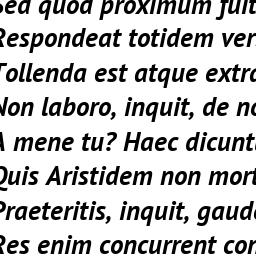 Sed quod proximum fuit
Respondeat totidem ver
Tollenda est atque extra
Non laboro, inquit, de no
A mene tu? Haec dicunt
Quis Aristidem non mort
Praeteritis, inquit, gaude
Res enim concurrent con